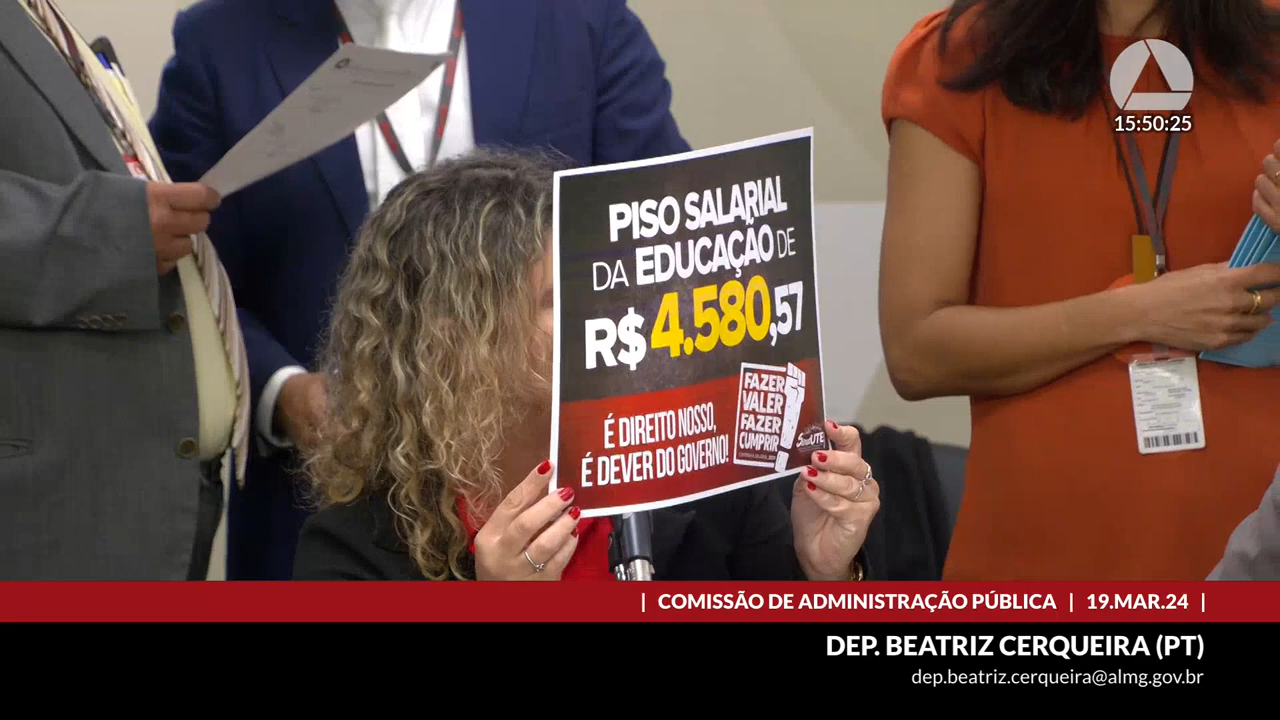 15:50:25
PISO SALARIAL
DA EDUCAÇÃO DE
R$ 4.580,57
É DIREITO NOSSO,
É DEVER DO GOVERNO!
FAZER
VALER
FAZER
CUMPRIR
| COMISSÃO DE ADMINISTRAÇÃO PÚBLICA | 19.MAR.24 |
DEP. BEATRIZ CERQUEIRA (PT)
dep.beatriz.cerqueira@almg.gov.br